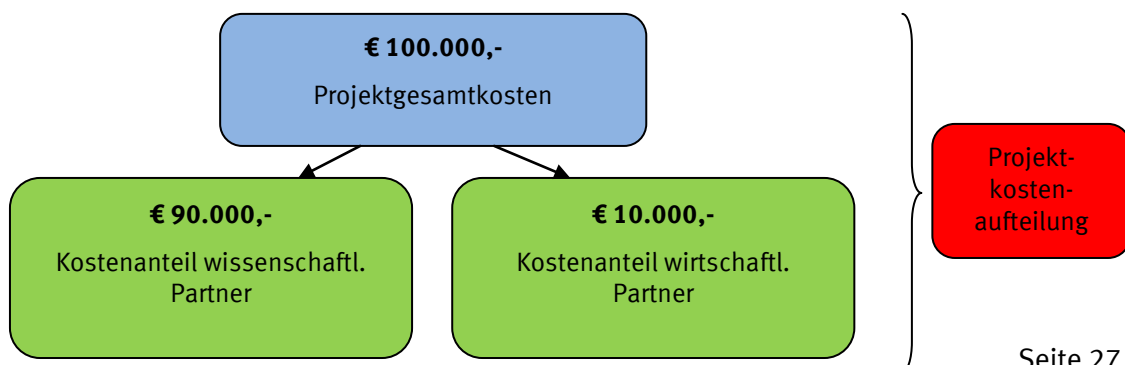 € 100.000,-
Projektgesamtkosten
€ 90.000,-
Kostenanteil wissenschaftl.
Partner
€ 10.000,-
Kostenanteil wirtschaftl.
Partner
Projekt-
kosten-
aufteilung
Seite 27